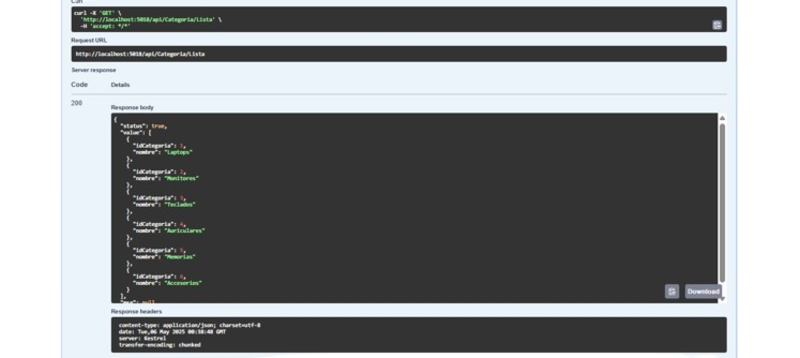 Curl
curl -X 'GET' \
'http://localhost:5018/api/Categoria/Lista' \
-H 'accept: */*'
Request URL
http://localhost:5018/api/Categoria/Lista
Server response
Code Details
200
Response body
{
"status": true,
"value": [
{
"idCategoria": 1,
"nombre": "Laptops"
},
{
"idCategoria": 2,
"nombre": "Monitores"
},
{
"idCategoria": 3,
"nombre": "Teclados"
},
{
"idCategoria": 4,
"nombre": "Auriculares"
},
{
"idCategoria": 5,
"nombre": "Memorias"
},
{
"idCategoria": 6,
"nombre": "Accesorios"
}
],
"msg": null
Download
Response headers
content-type: application/json; charset=utf-8
date: Tue,06 May 2025 00:38:48 GMT
server: Kestrel
transfer-encoding: chunked